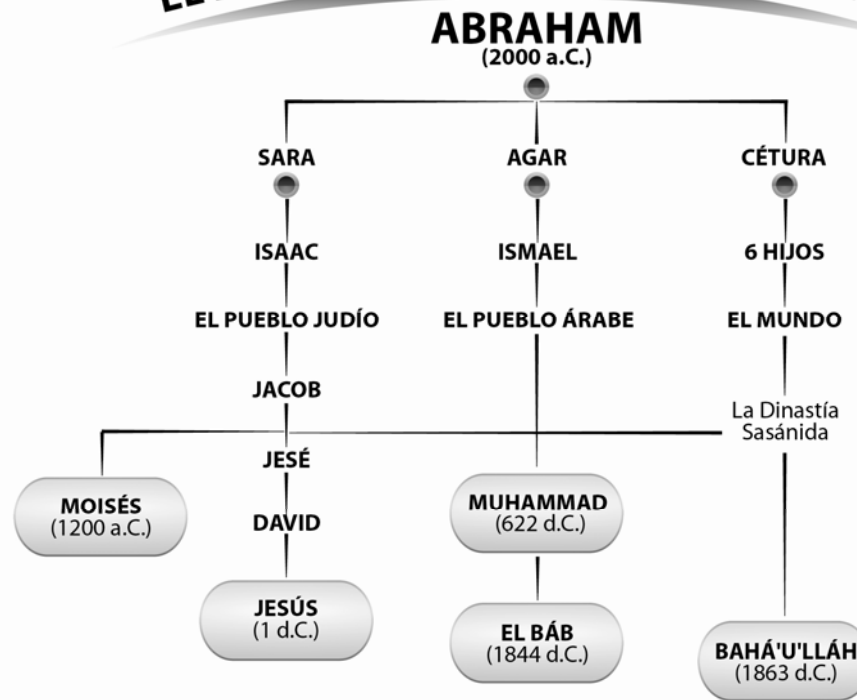 ABRAHAM
(2000 a.C.)
SARA
AGAR
CÉTURA
ISAAC
ISMAEL
6 HIJOS
EL PUEBLO JUDÍO
EL PUEBLO ÁRABE
EL MUNDO
JACOB
La Dinastía
Sasánida
JESÉ
MOISÉS
(1200 a.C.)
DAVID
MUHAMMAD
(622 d.C.)
JESÚS
(1 d.C.)
EL BÁB
(1844 d.C.)
BAHÁ'U'LLÁH
(1863 d.C.)